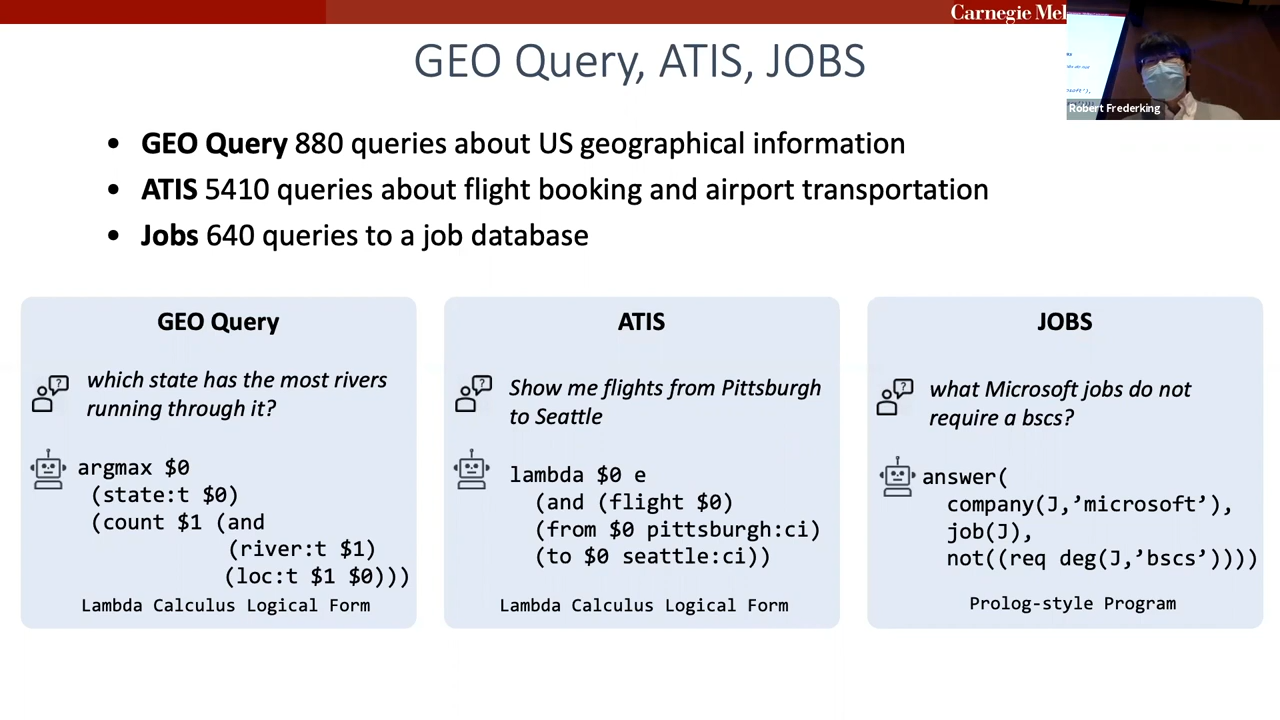 Carnegie Mel
GEO Query, ATIS, JOBS
Robert Frederking
• GEO Query 880 queries about US geographical information
• ATIS 5410 queries about flight booking and airport transportation
• Jobs 640 queries to a job database
GEO Query
which state has the most rivers
running through it?
argmax $0
(state:t $0)
(count $1 (and
(river:t $1)
(loc:t $1 $0)))
Lambda Calculus Logical Form
ATIS
Show me flights from Pittsburgh
to Seattle
lambda $0 e
(and (flight $0)
(from $0 pittsburgh:ci)
(to $0 seattle:ci))
Lambda Calculus Logical Form
JOBS
what Microsoft jobs do not
require a bscs?
answer(
company(J,’microsoft’),
job(J),
not((req deg(J,’bscs’))))
Prolog-style Program